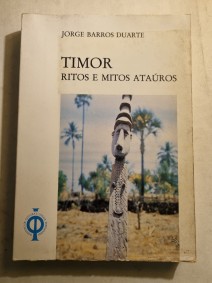 JORGE BARROS DUARTE
TIMOR
RITOS E MITOS ATAÚROS